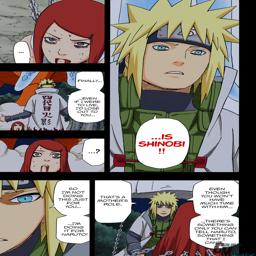 ...
...IS
SHINOBI
!!
FINALLY...
...EVEN
IF I WERE
TO LIVE,
I'D LOSE
OUT TO
YOU...
...?
EVEN
THOUGH
YOU WON'T
HAVE MUCH
TIME
WITH HIM...
...THERE'S
SOMETHING
ONLY YOU CAN
TELL NARUTO,
SOMETHING
THAT I
CAN'T...
THAT'S A
MOTHER'S
ROLE.
SO
I'M NOT
DOING THIS
JUST FOR
YOU...
...I'M
DOING IT
FOR
NARUTO!